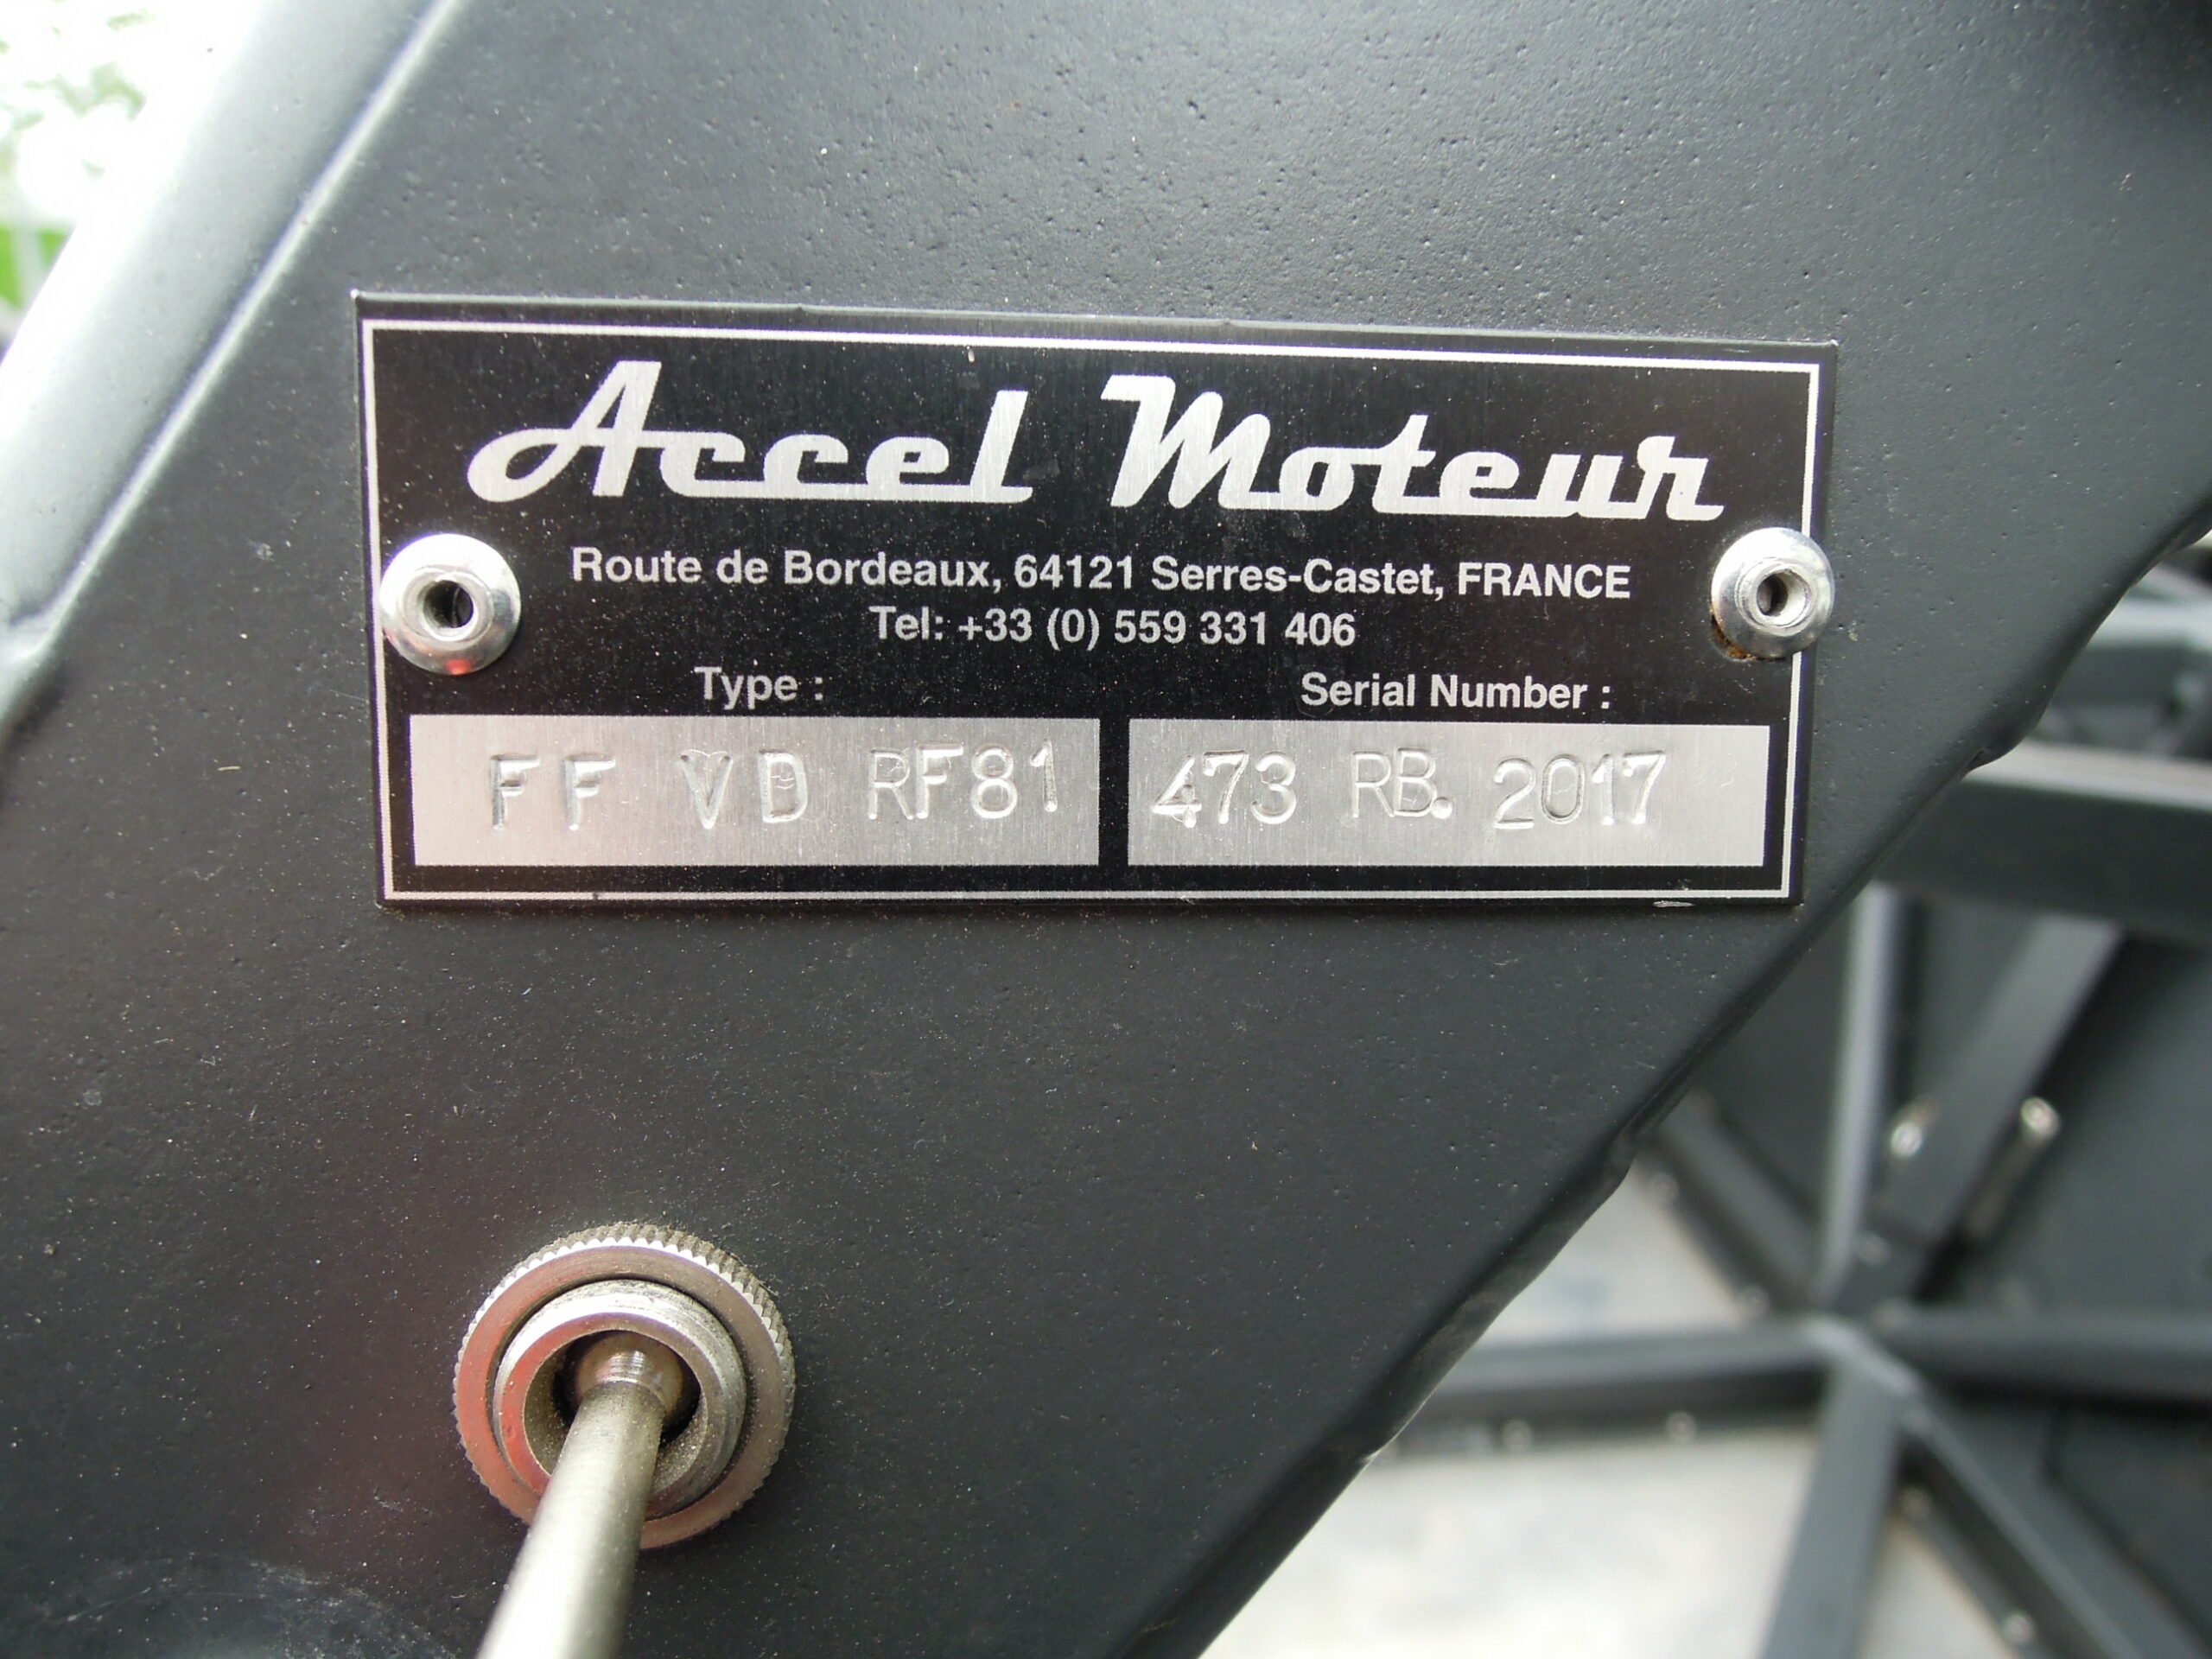 Accel Moteur
Route de Bordeaux, 64121 Serres-Castet, FRANCE
Tel: +33 (0) 559 331 406
Type : Serial Number :
FF VD RF81 473 RB. 2017